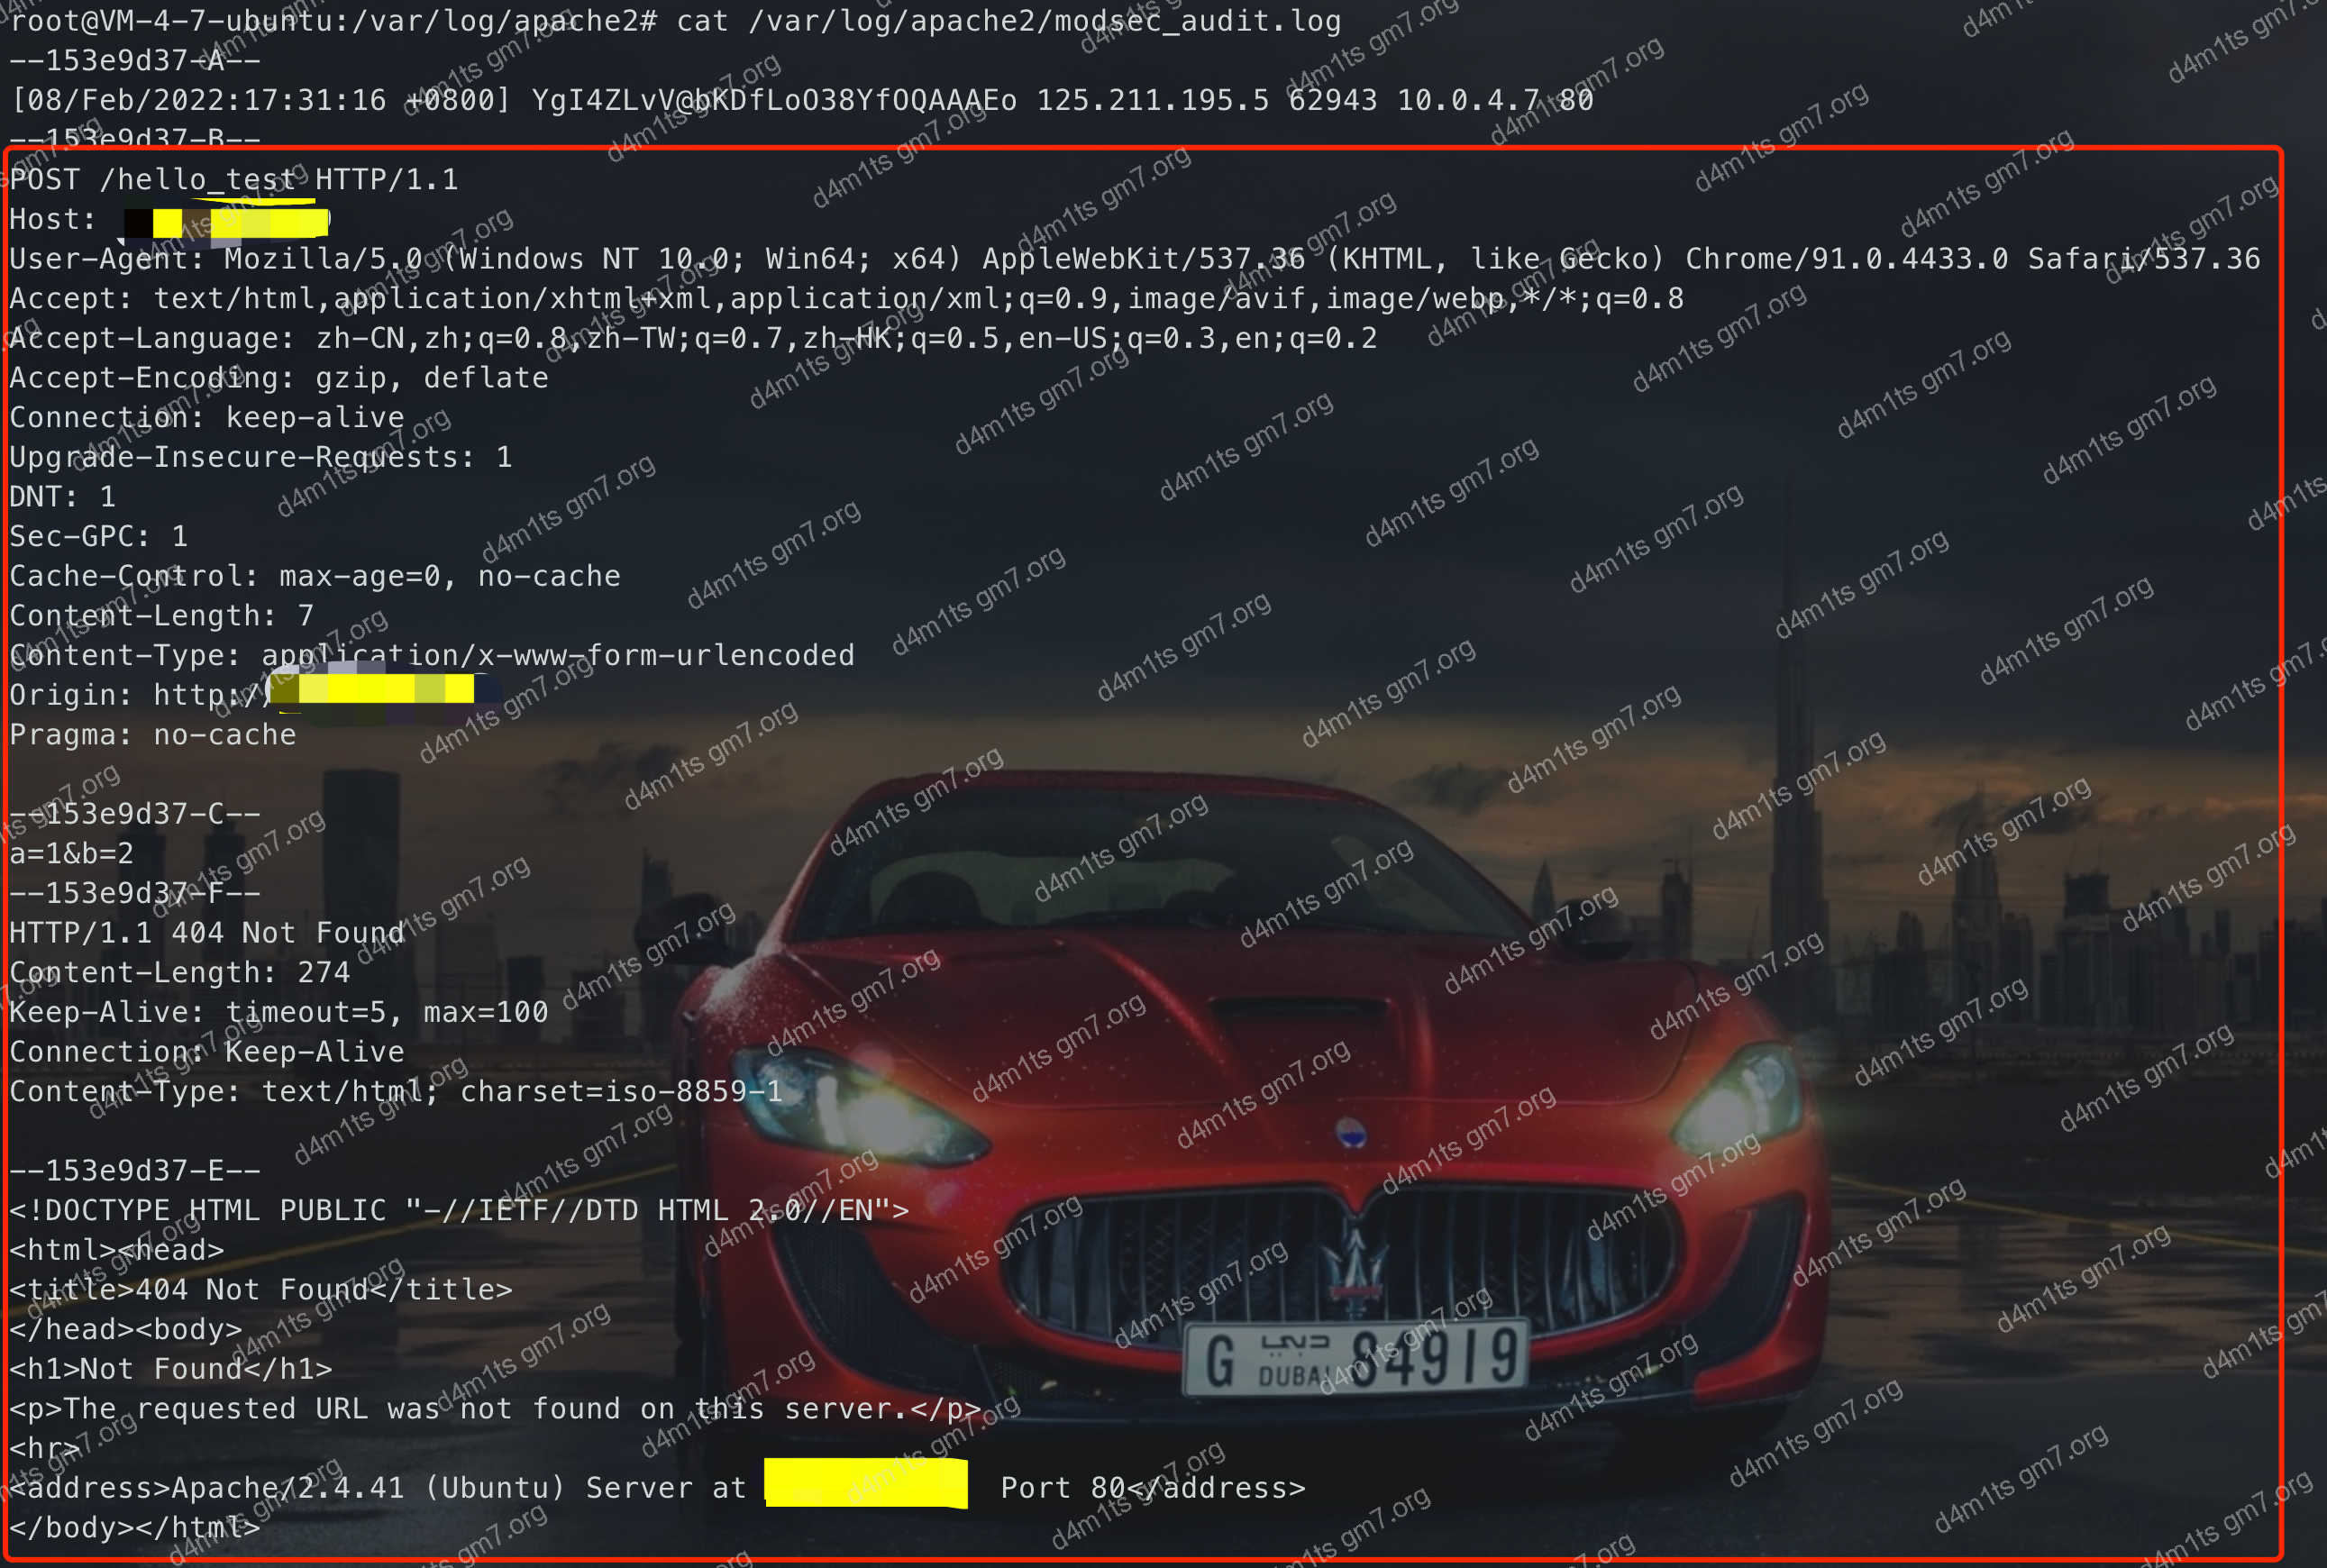 root@VM-4-7-ubuntu:/var/log/apache2# cat /var/log/apache2/modsec_audit.log
--153e9d37-A--
[08/Feb/2022:17:31:16 +0800] YgI4ZLvV@bKDfLoO38YfOQAAAEo 125.211.195.5 62943 10.0.4.7 80
--153e9d37-B--
POST /hello_test HTTP/1.1
Host:
User-Agent: Mozilla/5.0 (Windows NT 10.0; Win64; x64) AppleWebKit/537.36 (KHTML, like Gecko) Chrome/91.0.4433.0 Safari/537.36
Accept: text/html,application/xhtml+xml,application/xml;q=0.9,image/avif,image/webp,*/*;q=0.8
Accept-Language: zh-CN,zh;q=0.8,zh-TW;q=0.7,zh-HK;q=0.5,en-US;q=0.3,en;q=0.2
Accept-Encoding: gzip, deflate
Connection: keep-alive
Upgrade-Insecure-Requests: 1
DNT: 1
Sec-GPC: 1
Cache-Control: max-age=0, no-cache
Content-Length: 7
Content-Type: application/x-www-form-urlencoded
Origin: http://
Pragma: no-cache
--153e9d37-C--
a=1&b=2
--153e9d37-F--
HTTP/1.1 404 Not Found
Content-Length: 274
Keep-Alive: timeout=5, max=100
Connection: Keep-Alive
Content-Type: text/html; charset=iso-8859-1
--153e9d37-E--
<!DOCTYPE HTML PUBLIC "-//IETF//DTD HTML 2.0//EN">
<html><head>
<title>404 Not Found</title>
</head><body>
<h1>Not Found</h1>
<p>The requested URL was not found on this server.</p>
<hr>
<address>Apache/2.4.41 (Ubuntu) Server at Port 80</address>
</body></html>
G DUBAI 84919
d4m1ts gm7.org